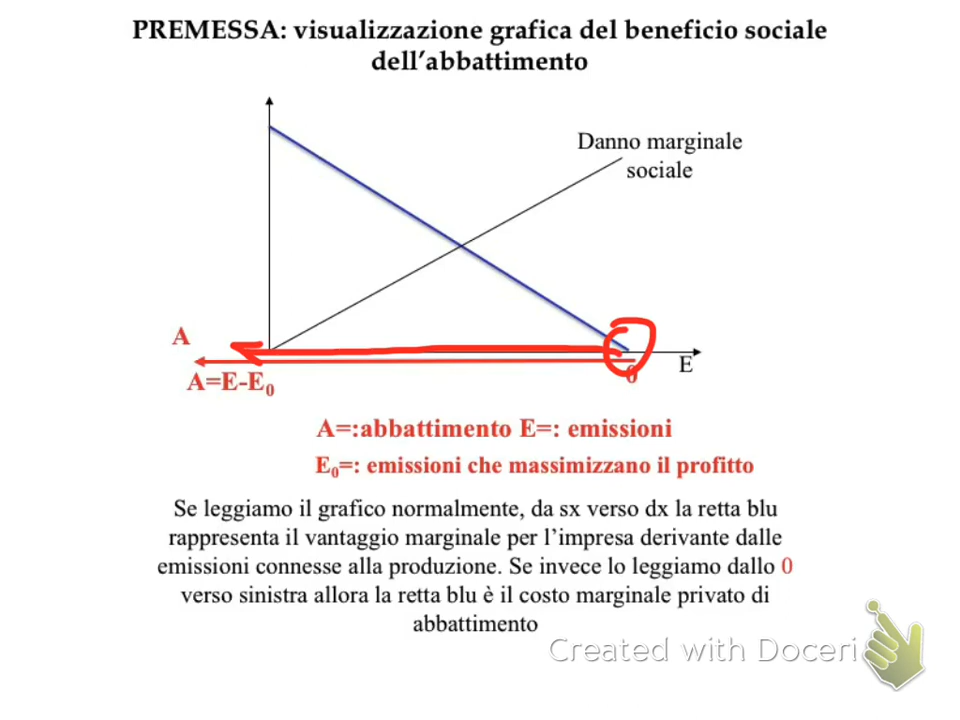 PREMESSA: visualizzazione grafica del beneficio sociale
dell’abbattimento
Danno marginale
sociale
A
E
0
A=E-E₀
A=:abbattimento E=: emissioni
E₀=: emissioni che massimizzano il profitto
Se leggiamo il grafico normalmente, da sx verso dx la retta blu
rappresenta il vantaggio marginale per l’impresa derivante dalle
emissioni connesse alla produzione. Se invece lo leggiamo dallo 0
verso sinistra allora la retta blu è il costo marginale privato di
abbattimento
Created with Doceri